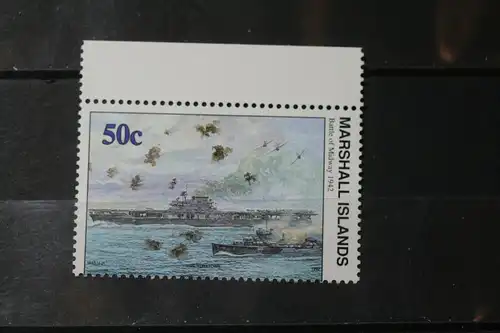 50c
MARSHALL ISLANDS
Battle of Midway 1942